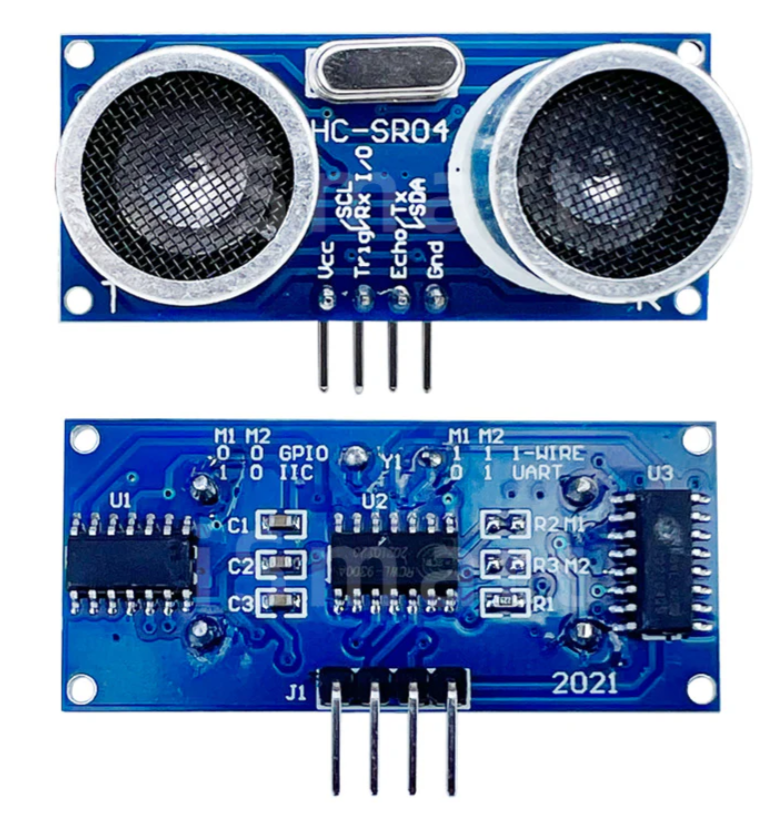 HC-SR04
Vcc
Trig/Rx I/O
/SCL
Echo/Tx
/SDA
Gnd
T
R
M1 M2
0 0 GPIO
1 0 IIC
Y1
M1 M2
1 1 1-WIRE
0 1 UART
U1
U2
U3
C1
R2 M1
C2
R3 M2
C3
R1
RCWL-9300A
J1
2021